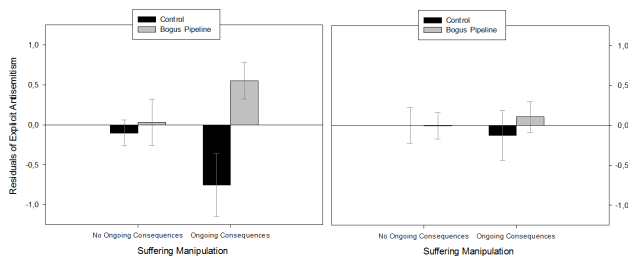 Control
Bogus Pipeline
Control
Bogus Pipeline
1,0
0,5
0,0
-0,5
-1,0
Residuals of Explicit Antisemitism
1,0
0,5
0,0
-0,5
-1,0
No Ongoing Consequences
Ongoing Consequences
Suffering Manipulation
No Ongoing Consequences
Ongoing Consequences
Suffering Manipulation